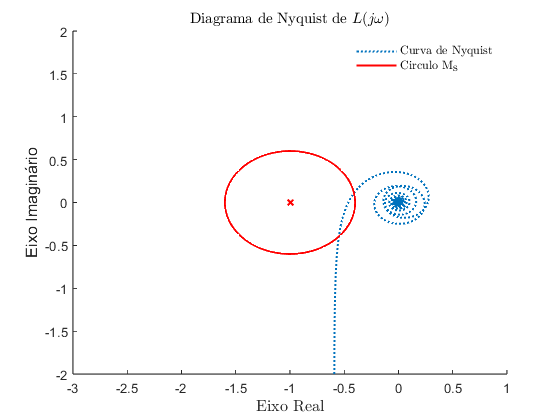 Diagrama de Nyquist de L(jω)
Curva de Nyquist
Círculo Ms
Eixo Imaginário
2
1.5
1
0.5
0
-0.5
-1
-1.5
-2
-3 -2.5 -2 -1.5 -1 -0.5 0 0.5 1
Eixo Real